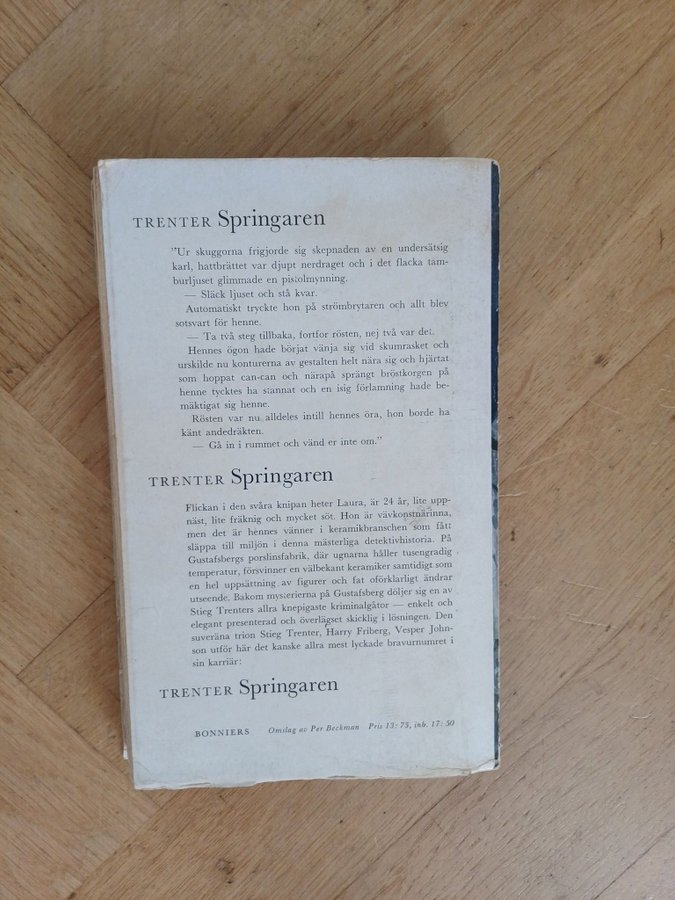 TRENTER Springaren
"Ur skuggorna frigjorde sig skepnaden av en undersätsig
karl, hattbrättet var djupt nerdraget och i det flacka tam-
burljuset glimmade en pistolmynning.
— Släck ljuset och stå kvar.
Automatiskt tryckte hon på strömbrytaren och allt blev
sotsvart för henne.
— Ta två steg tillbaka, fortfor rösten, nej två var det.
Hennes ögon hade börjat vänja sig vid skumrasket och
urskilde nu konturerna av gestalten helt nära sig och hjärtat
som hoppat can-can och närapå sprängt bröstkorgen på
henne tycktes ha stannat och en isig förlamning hade be-
mäktigat sig henne.
Rösten var nu alldeles intill hennes öra, hon borde ha
känt andedräkten.
— Gå in i rummet och vänd er inte om."
TRENTER Springaren
Flickan i den svåra knipan heter Laura, är 24 år, lite upp-
näst, lite fräknig och mycket söt. Hon är vävkonstnärinna,
men det är hennes vänner i keramikbranschen som fått
släppa till miljön i denna mästerliga detektivhistoria. På
Gustafsbergs porslinsfabrik, där ugnarna håller tusengradig
temperatur, försvinner en välbekant keramiker samtidigt som
en hel uppsättning av figurer och fat oförklarligt ändrar
utseende. Bakom mysterierna på Gustafsberg döljer sig en av
Stieg Trenters allra knepigaste kriminalgåtor — enkelt och
elegant presenterad och överlägset skicklig i lösningen. Den
suveräna trion Stieg Trenter, Harry Friberg, Vesper John-
son utför här det kanske allra mest lyckade bravurnumret i
sin karriär:
TRENTER Springaren
BONNIERS Omslag av Per Beckman Pris 13: 75, inb. 17: 50